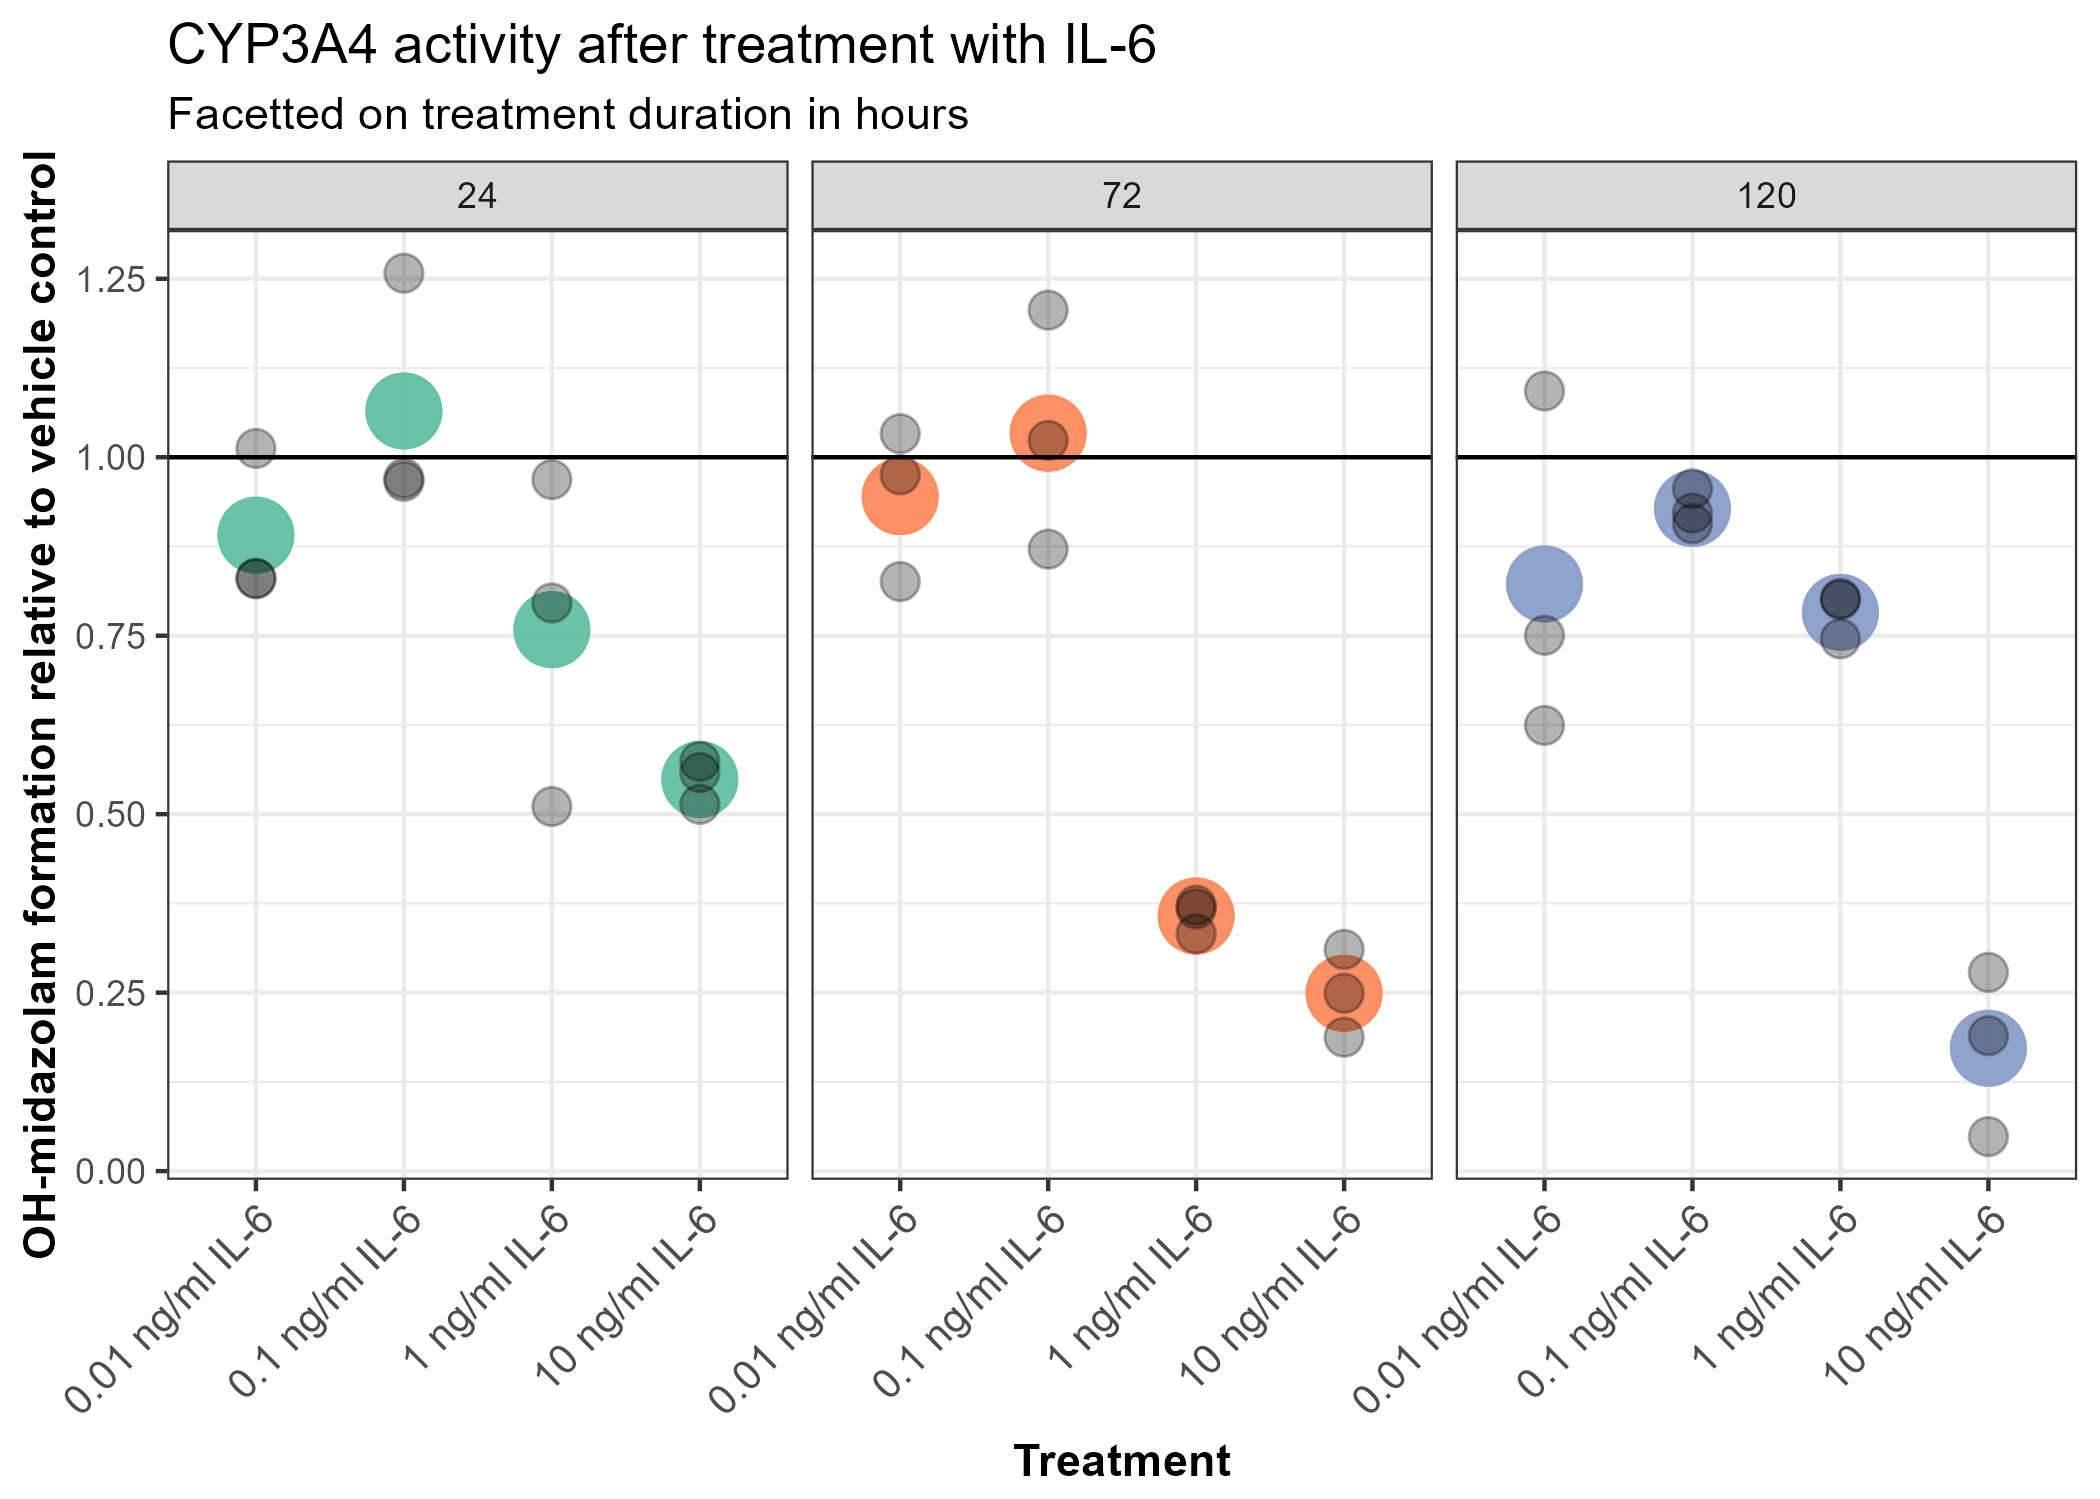 CYP3A4 activity after treatment with IL-6
Facetted on treatment duration in hours
OH-midazolam formation relative to vehicle control
24
72
120
1.25
1.00
0.75
0.50
0.25
0.00
0.01 ng/ml IL-6
0.1 ng/ml IL-6
1 ng/ml IL-6
10 ng/ml IL-6
0.01 ng/ml IL-6
0.1 ng/ml IL-6
1 ng/ml IL-6
10 ng/ml IL-6
0.01 ng/ml IL-6
0.1 ng/ml IL-6
1 ng/ml IL-6
10 ng/ml IL-6
Treatment